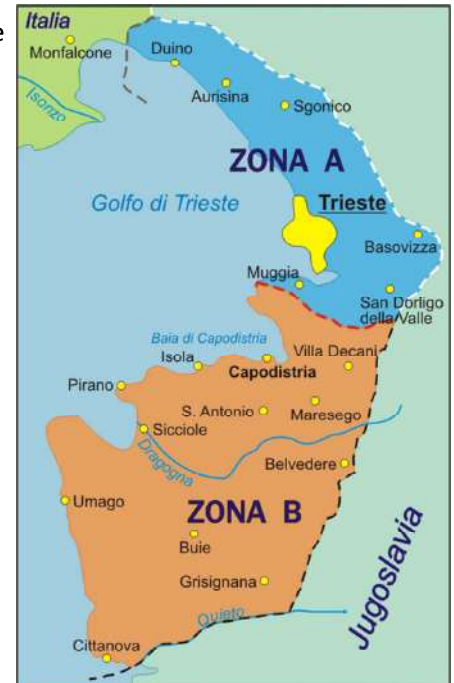 e
Italia
Monfalcone
Duino
Isonzo
Aurisina
Sgonico
ZONA A
Golfo di Trieste
Trieste
Basovizza
Muggia
San Dorligo
della Valle
Baia di Capodistria
Isola
Villa Decani
Capodistria
Pirano
S. Antonio
Maresego
Sicciole
Dragogna
Belvedere
Umago
ZONA B
Buie
Jugoslavia
Grisignana
Quieto
Cittanova